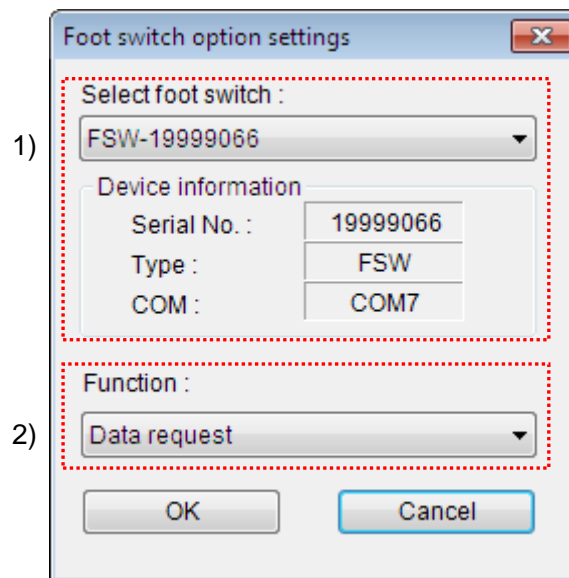 Foot switch option settings
1)
Select foot switch :
FSW-19999066
Device information
Serial No. : 19999066
Type : FSW
COM : COM7
2)
Function :
Data request
OK Cancel